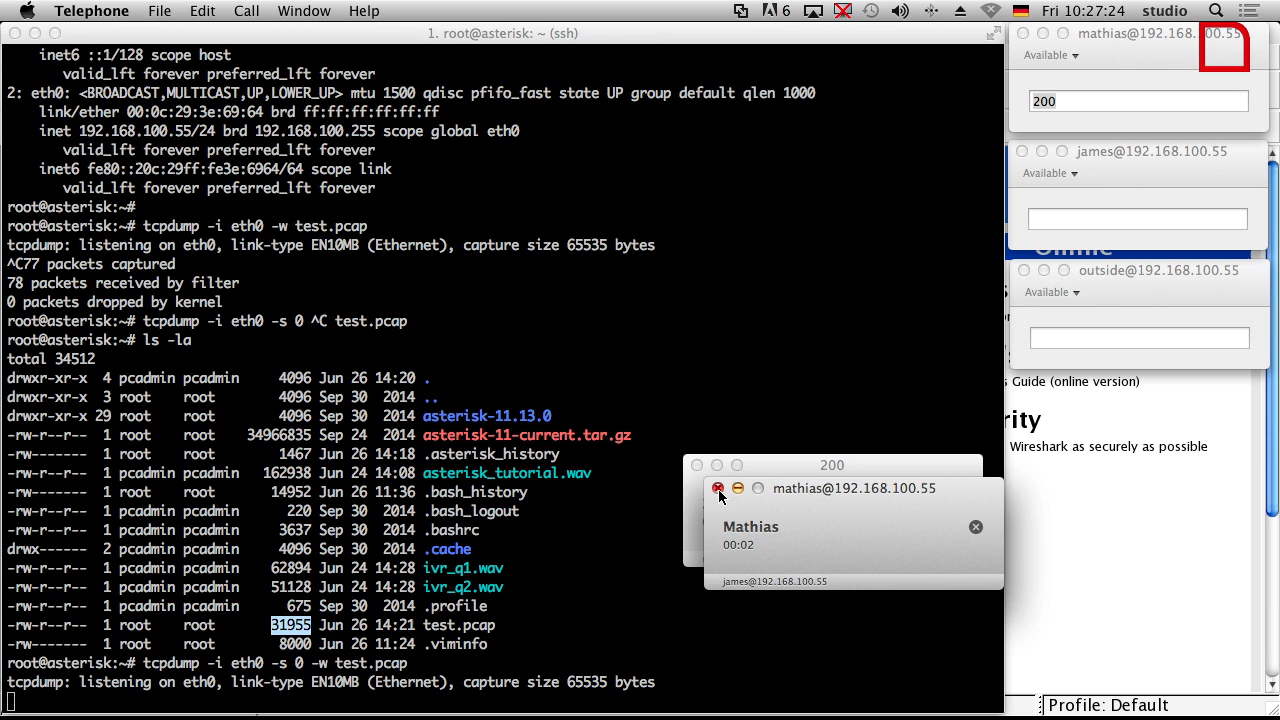 Telephone File Edit Call Window Help 6 Fri 10:27:24 studio
1. root@asterisk: ~ (ssh)
inet6 ::1/128 scope host
valid_lft forever preferred_lft forever
2: eth0: <BROADCAST,MULTICAST,UP,LOWER_UP> mtu 1500 qdisc pfifo_fast state UP group default qlen 1000
link/ether 00:0c:29:3e:69:64 brd ff:ff:ff:ff:ff:ff
inet 192.168.100.55/24 brd 192.168.100.255 scope global eth0
valid_lft forever preferred_lft forever
inet6 fe80::20c:29ff:fe3e:6964/64 scope link
valid_lft forever preferred_lft forever
root@asterisk:~#
root@asterisk:~# tcpdump -i eth0 -w test.pcap
tcpdump: listening on eth0, link-type EN10MB (Ethernet), capture size 65535 bytes
^C77 packets captured
78 packets received by filter
0 packets dropped by kernel
root@asterisk:~# tcpdump -i eth0 -s 0 ^C test.pcap
root@asterisk:~# ls -la
total 34512
drwxr-xr-x 4 pcadmin pcadmin 4096 Jun 26 14:20 .
drwxr-xr-x 3 root root 4096 Sep 30 2014 ..
drwxr-xr-x 29 root root 4096 Sep 30 2014 asterisk-11.13.0
-rw-r--r-- 1 root root 34966835 Sep 24 2014 asterisk-11-current.tar.gz
-rw------- 1 root root 1467 Jun 26 14:18 .asterisk_history
-rw-r--r-- 1 root root 162938 Jun 24 14:08 asterisk_tutorial.wav
-rw------- 1 root root 14952 Jun 26 11:36 .bash_history
-rw-r--r-- 1 pcadmin pcadmin 220 Sep 30 2014 .bash_logout
-rw-r--r-- 1 pcadmin pcadmin 3637 Sep 30 2014 .bashrc
drwx------ 2 pcadmin pcadmin 4096 Sep 30 2014 .cache
-rw-r--r-- 1 root root 62894 Jun 24 14:28 ivr_q1.wav
-rw-r--r-- 1 root root 51128 Jun 24 14:28 ivr_q2.wav
-rw-r--r-- 1 pcadmin pcadmin 675 Sep 30 2014 .profile
-rw-r--r-- 1 root root 31955 Jun 26 14:21 test.pcap
-rw------- 1 root root 8000 Jun 26 11:24 .viminfo
root@asterisk:~# tcpdump -i eth0 -s 0 -w test.pcap
tcpdump: listening on eth0, link-type EN10MB (Ethernet), capture size 65535 bytes
mathias@192.168.100.55
Available
200
james@192.168.100.55
Available
Online
outside@192.168.100.55
Available
s Guide (online version)
rity
Wireshark as securely as possible
200
mathias@192.168.100.55
Mathias
00:02
james@192.168.100.55
Profile: Default